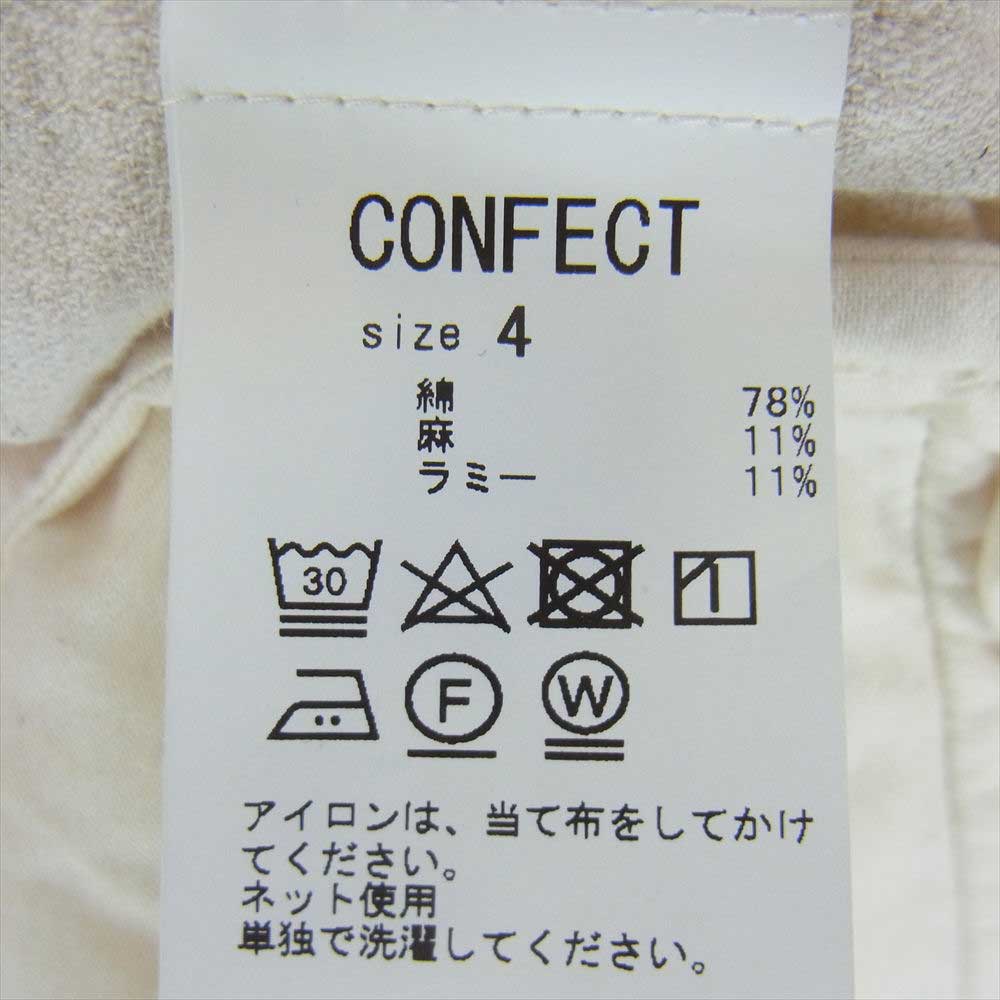 CONFECT
size 4
綿 78%
麻 11%
ラミー 11%
30
F
W
アイロンは、当て布をしてかけ
てください。
ネット使用
単独で洗濯してください。